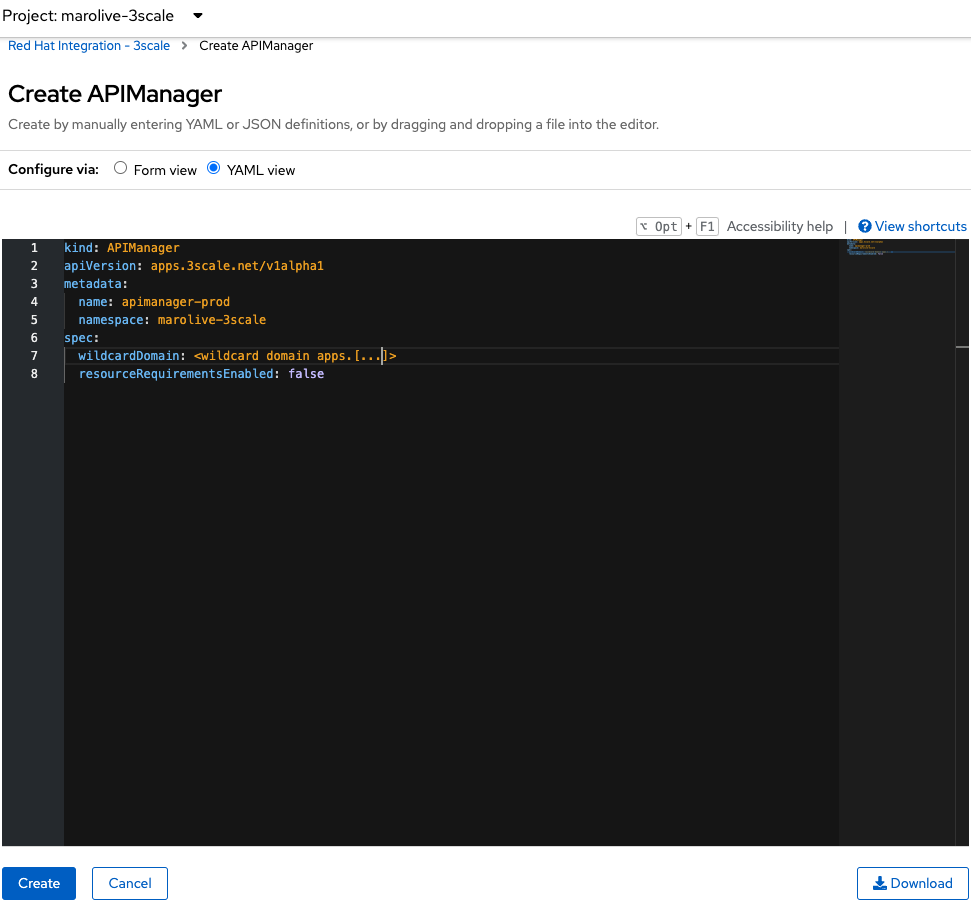 Project: marolive-3scale
Red Hat Integration - 3scale > Create APIManager
Create APIManager
Create by manually entering YAML or JSON definitions, or by dragging and dropping a file into the editor.
Configure via: Form view YAML view
⌥ Opt + F1 Accessibility help | View shortcuts
1 kind: APIManager
2 apiVersion: apps.3scale.net/v1alpha1
3 metadata:
4   name: apimanager-prod
5   namespace: marolive-3scale
6 spec:
7   wildcardDomain: <wildcard domain apps.[...]>
8   resourceRequirementsEnabled: false
Create Cancel Download